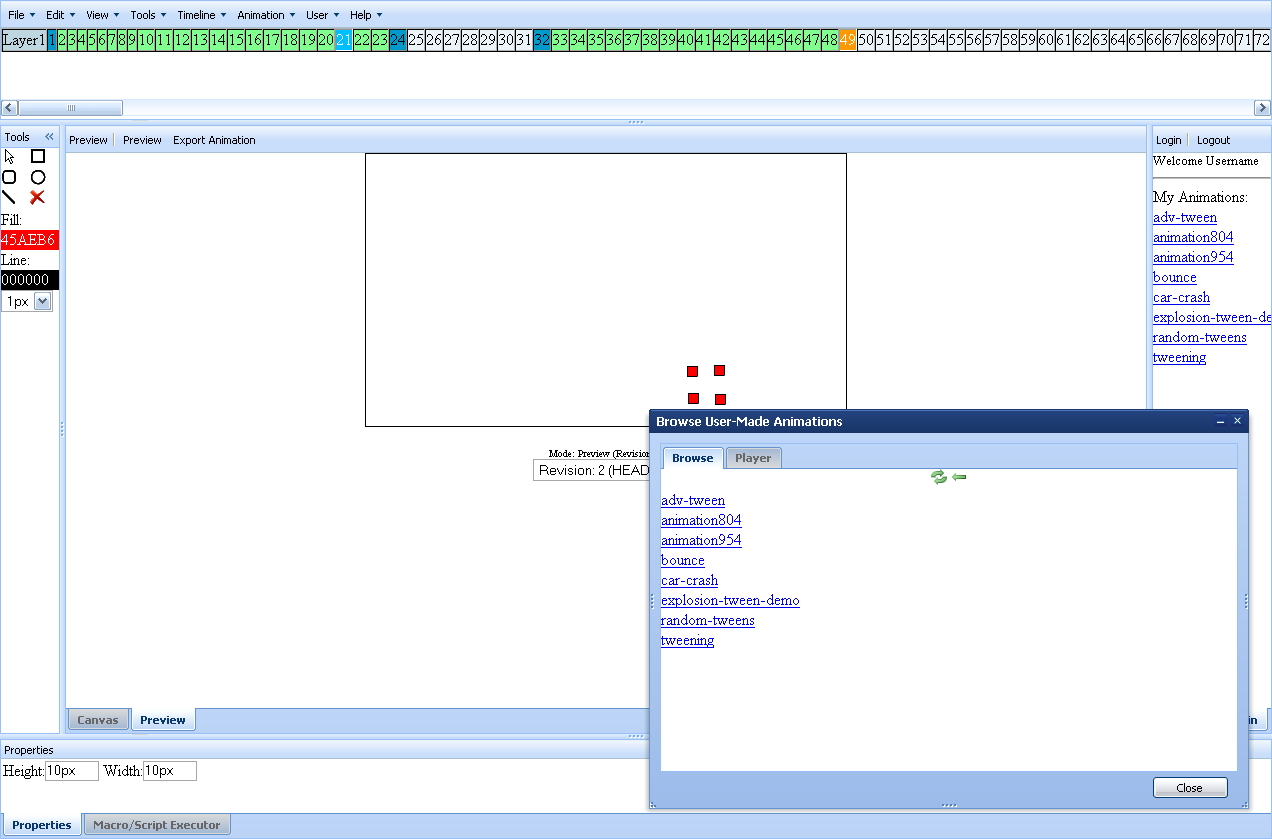 File Edit View Tools Timeline Animation User Help
Layer1 1 2 3 4 5 6 7 8 9 10 11 12 13 14 15 16 17 18 19 20 21 22 23 24 25 26 27 28 29 30 31 32 33 34 35 36 37 38 39 40 41 42 43 44 45 46 47 48 49 50 51 52 53 54 55 56 57 58 59 60 61 62 63 64 65 66 67 68 69 70 71 72
Tools
Fill:
45AEB6
Line:
000000
1px
Preview Preview Export Animation
Mode: Preview (Revision
Revision: 2 (HEAD
Canvas Preview
Login Logout
Welcome Username
My Animations:
adv-tween
animation804
animation954
bounce
car-crash
explosion-tween-de
random-tweens
tweening
in
Browse User-Made Animations
Browse Player
adv-tween
animation804
animation954
bounce
car-crash
explosion-tween-demo
random-tweens
tweening
Close
Properties
Height: 10px Width: 10px
Properties Macro/Script Executor